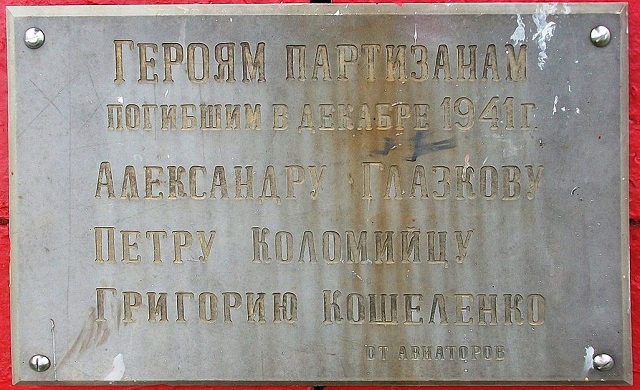 Героям партизанам
погибшим в декабре 1941 г.
Александру Глазкову
Петру Коломийцу
Григорию Кошеленко
от авиаторов